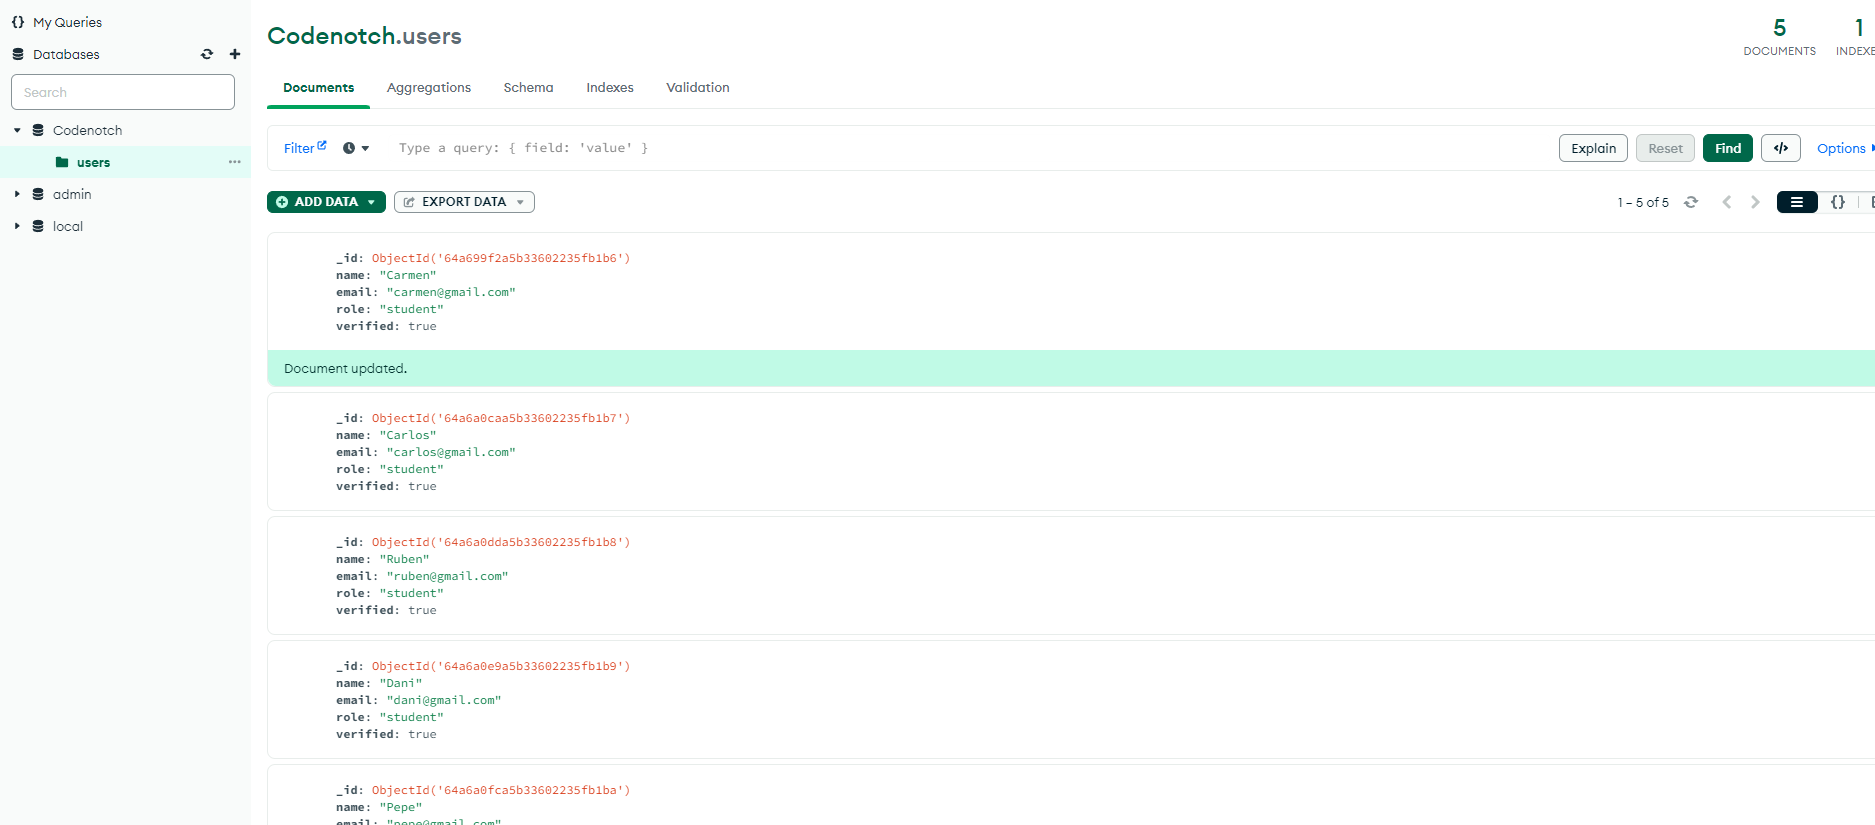 {} My Queries
Databases
Search
Codenotch
users
admin
local
Codenotch.users
5
DOCUMENTS
1
INDEXE
Documents
Aggregations
Schema
Indexes
Validation
Filter
Type a query: { field: 'value' }
Explain
Reset
Find
</>
Options
ADD DATA
EXPORT DATA
1 – 5 of 5
{}
_id: ObjectId('64a699f2a5b33602235fb1b6')
name: "Carmen"
email: "carmen@gmail.com"
role: "student"
verified: true
Document updated.
_id: ObjectId('64a6a0caa5b33602235fb1b7')
name: "Carlos"
email: "carlos@gmail.com"
role: "student"
verified: true
_id: ObjectId('64a6a0dda5b33602235fb1b8')
name: "Ruben"
email: "ruben@gmail.com"
role: "student"
verified: true
_id: ObjectId('64a6a0e9a5b33602235fb1b9')
name: "Dani"
email: "dani@gmail.com"
role: "student"
verified: true
_id: ObjectId('64a6a0fca5b33602235fb1ba')
name: "Pepe"
email: "pepe@gmail.com"